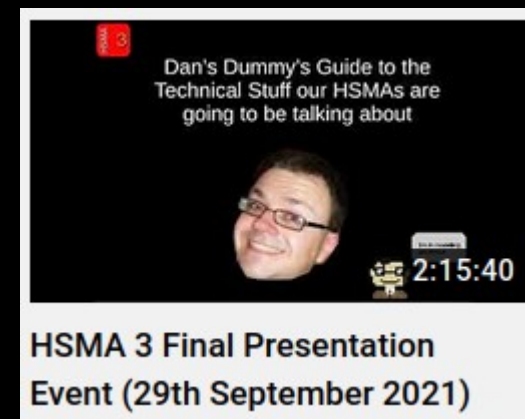 HSMA 3
Dan's Dummy's Guide to the
Technical Stuff our HSMAs are
going to be talking about
2:15:40
HSMA 3 Final Presentation
Event (29th September 2021)